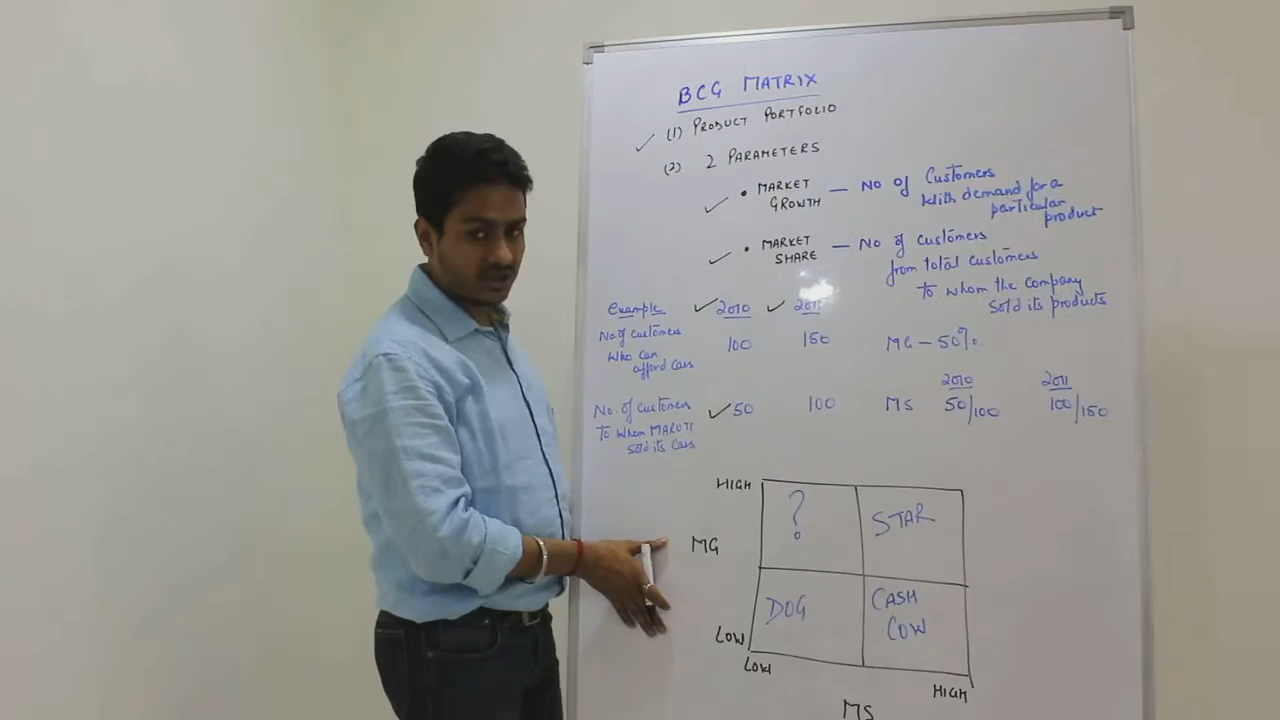 BCG MATRIX
(1) PRODUCT PORTFOLIO
(2) 2 PARAMETERS
• MARKET GROWTH — No of Customers
With demand for a
particular
product
• MARKET SHARE — No of Customers
from total Customers
To whom the company
sold its products
Example 2010 2011
No. of customers
Who can
afford cars
100 150 MG – 50%
No. of customers
To whom MARUTI
sold its Cars
50 100 MS
2010 2011
50/100 100/150
HIGH
? STAR
MG
DOG CASH
COW
LOW
LOW
HIGH
MS